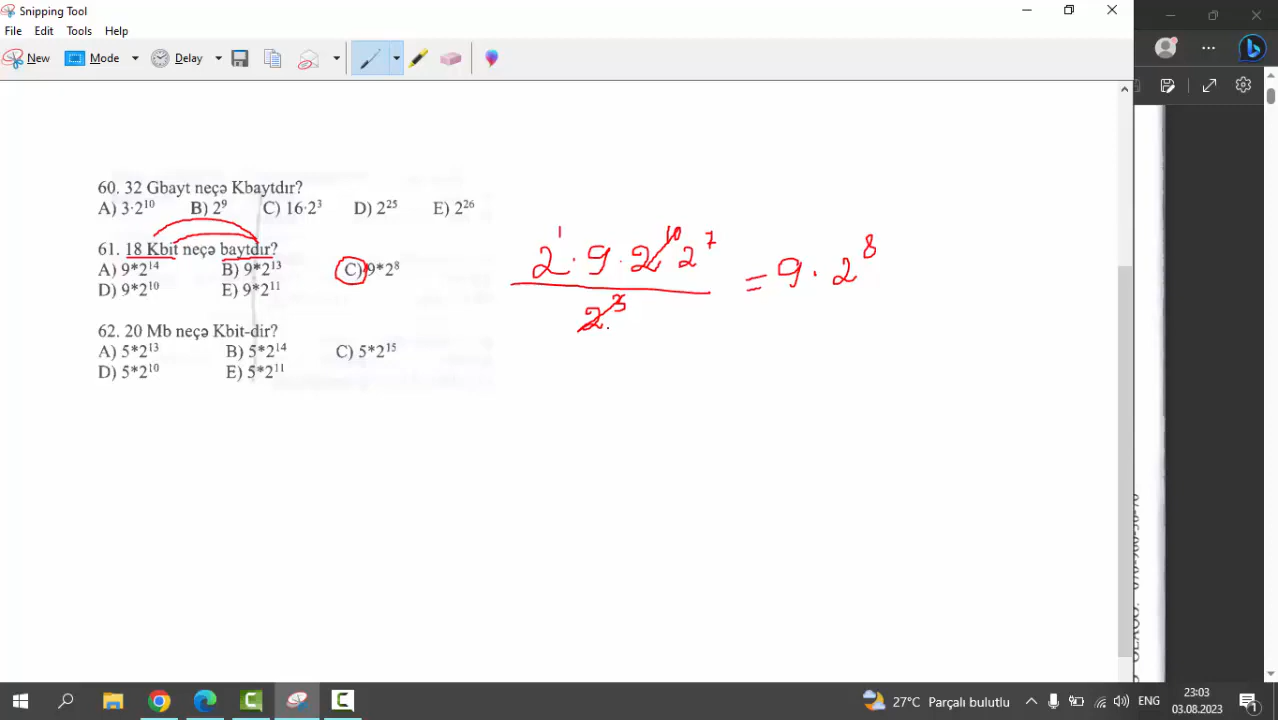 Snipping Tool
File Edit Tools Help
New Mode Delay
60. 32 Gbayt neçə Kbaytdır?
A) 3·2¹⁰ B) 2⁹ C) 16·2³ D) 2²⁵ E) 2²⁶
61. 18 Kbit neçə baytdır?
A) 9*2¹⁴ B) 9*2¹³ C) 9*2⁸
D) 9*2¹⁰ E) 9*2¹¹
62. 20 Mb neçə Kbit-dir?
A) 5*2¹³ B) 5*2¹⁴ C) 5*2¹⁵
D) 5*2¹⁰ E) 5*2¹¹
2¹ · 9 · 2¹⁰ 2⁷
2³
= 9 · 2⁸
27°C Parçalı bulutlu ENG 23:03
03.08.2023